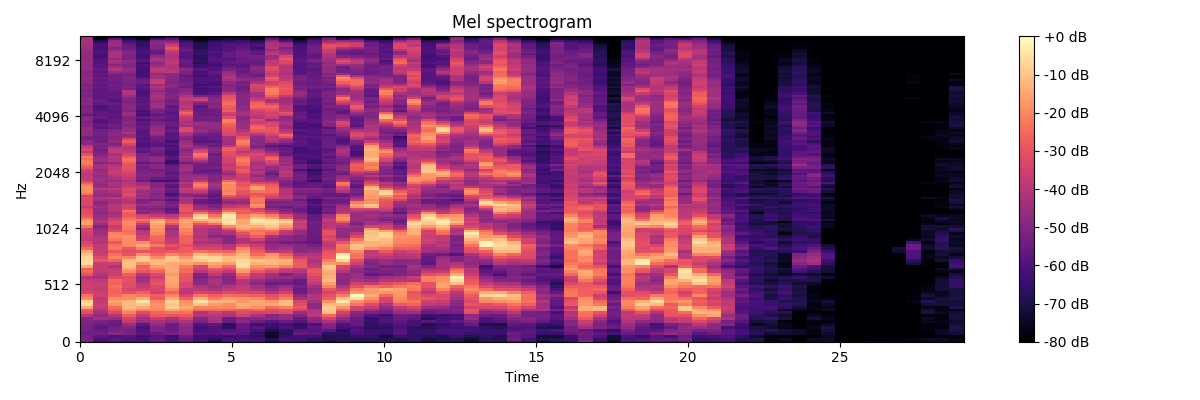 Mel spectrogram
Hz
8192
4096
2048
1024
512
0
0 5 10 15 20 25
Time
+0 dB
-10 dB
-20 dB
-30 dB
-40 dB
-50 dB
-60 dB
-70 dB
-80 dB